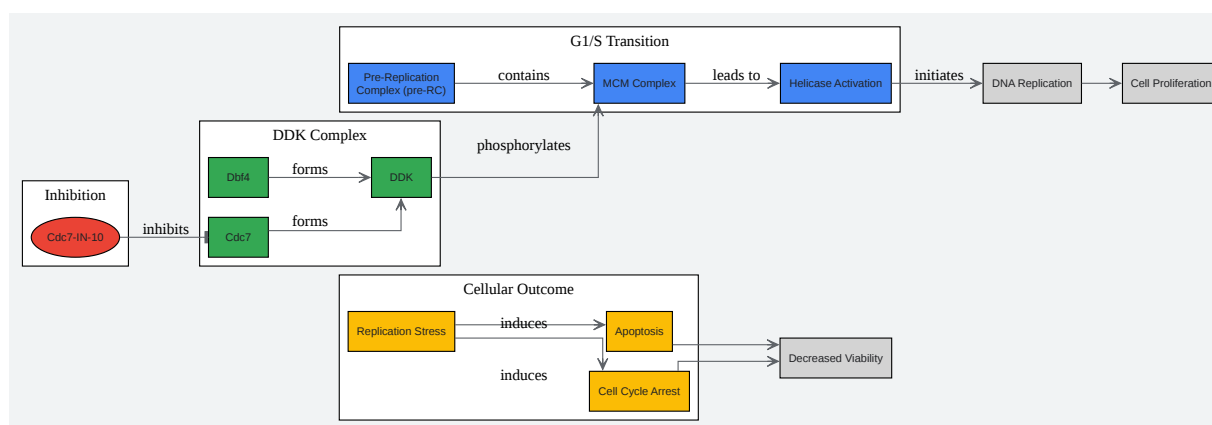 G1/S Transition
Pre-Replication
Complex (pre-RC)
contains
MCM Complex
leads to
Helicase Activation
initiates
DNA Replication
Cell Proliferation
DDK Complex
phosphorylates
Dbf4
forms
DDK
Inhibition
Cdc7-IN-10
inhibits
Cdc7
forms
Cellular Outcome
Replication Stress
induces
Apoptosis
Decreased Viability
induces
Cell Cycle Arrest